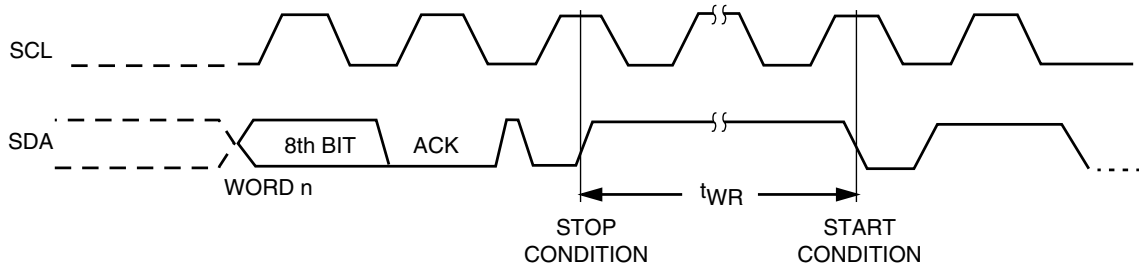 SCL
SDA
8th BIT
ACK
WORD n
tWR
STOP
CONDITION
START
CONDITION